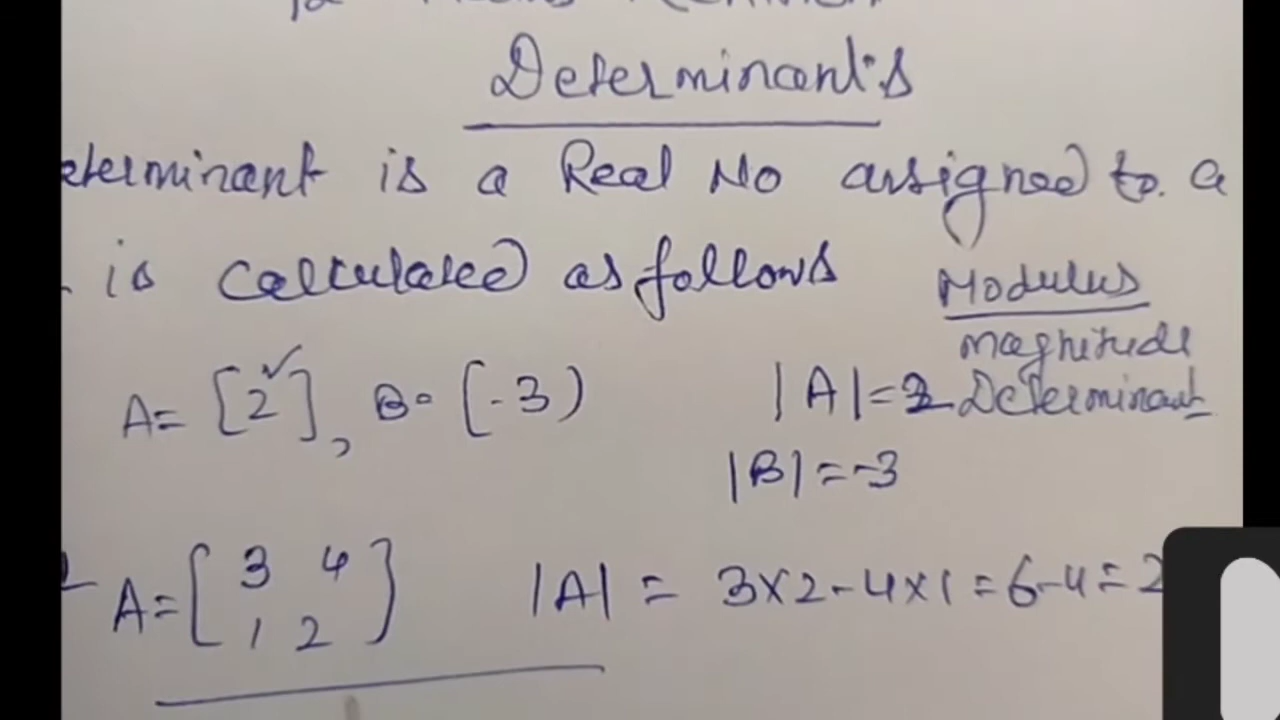 Determinant's
eterminant is a Real No assigned to a
is calculated as follows
Modulus
magnitude
A= [2], B= [-3) |A|=2 Determinant
|B|=-3
A= [3 4 |A| = 3×2-4×1=6-4=2
1 2]